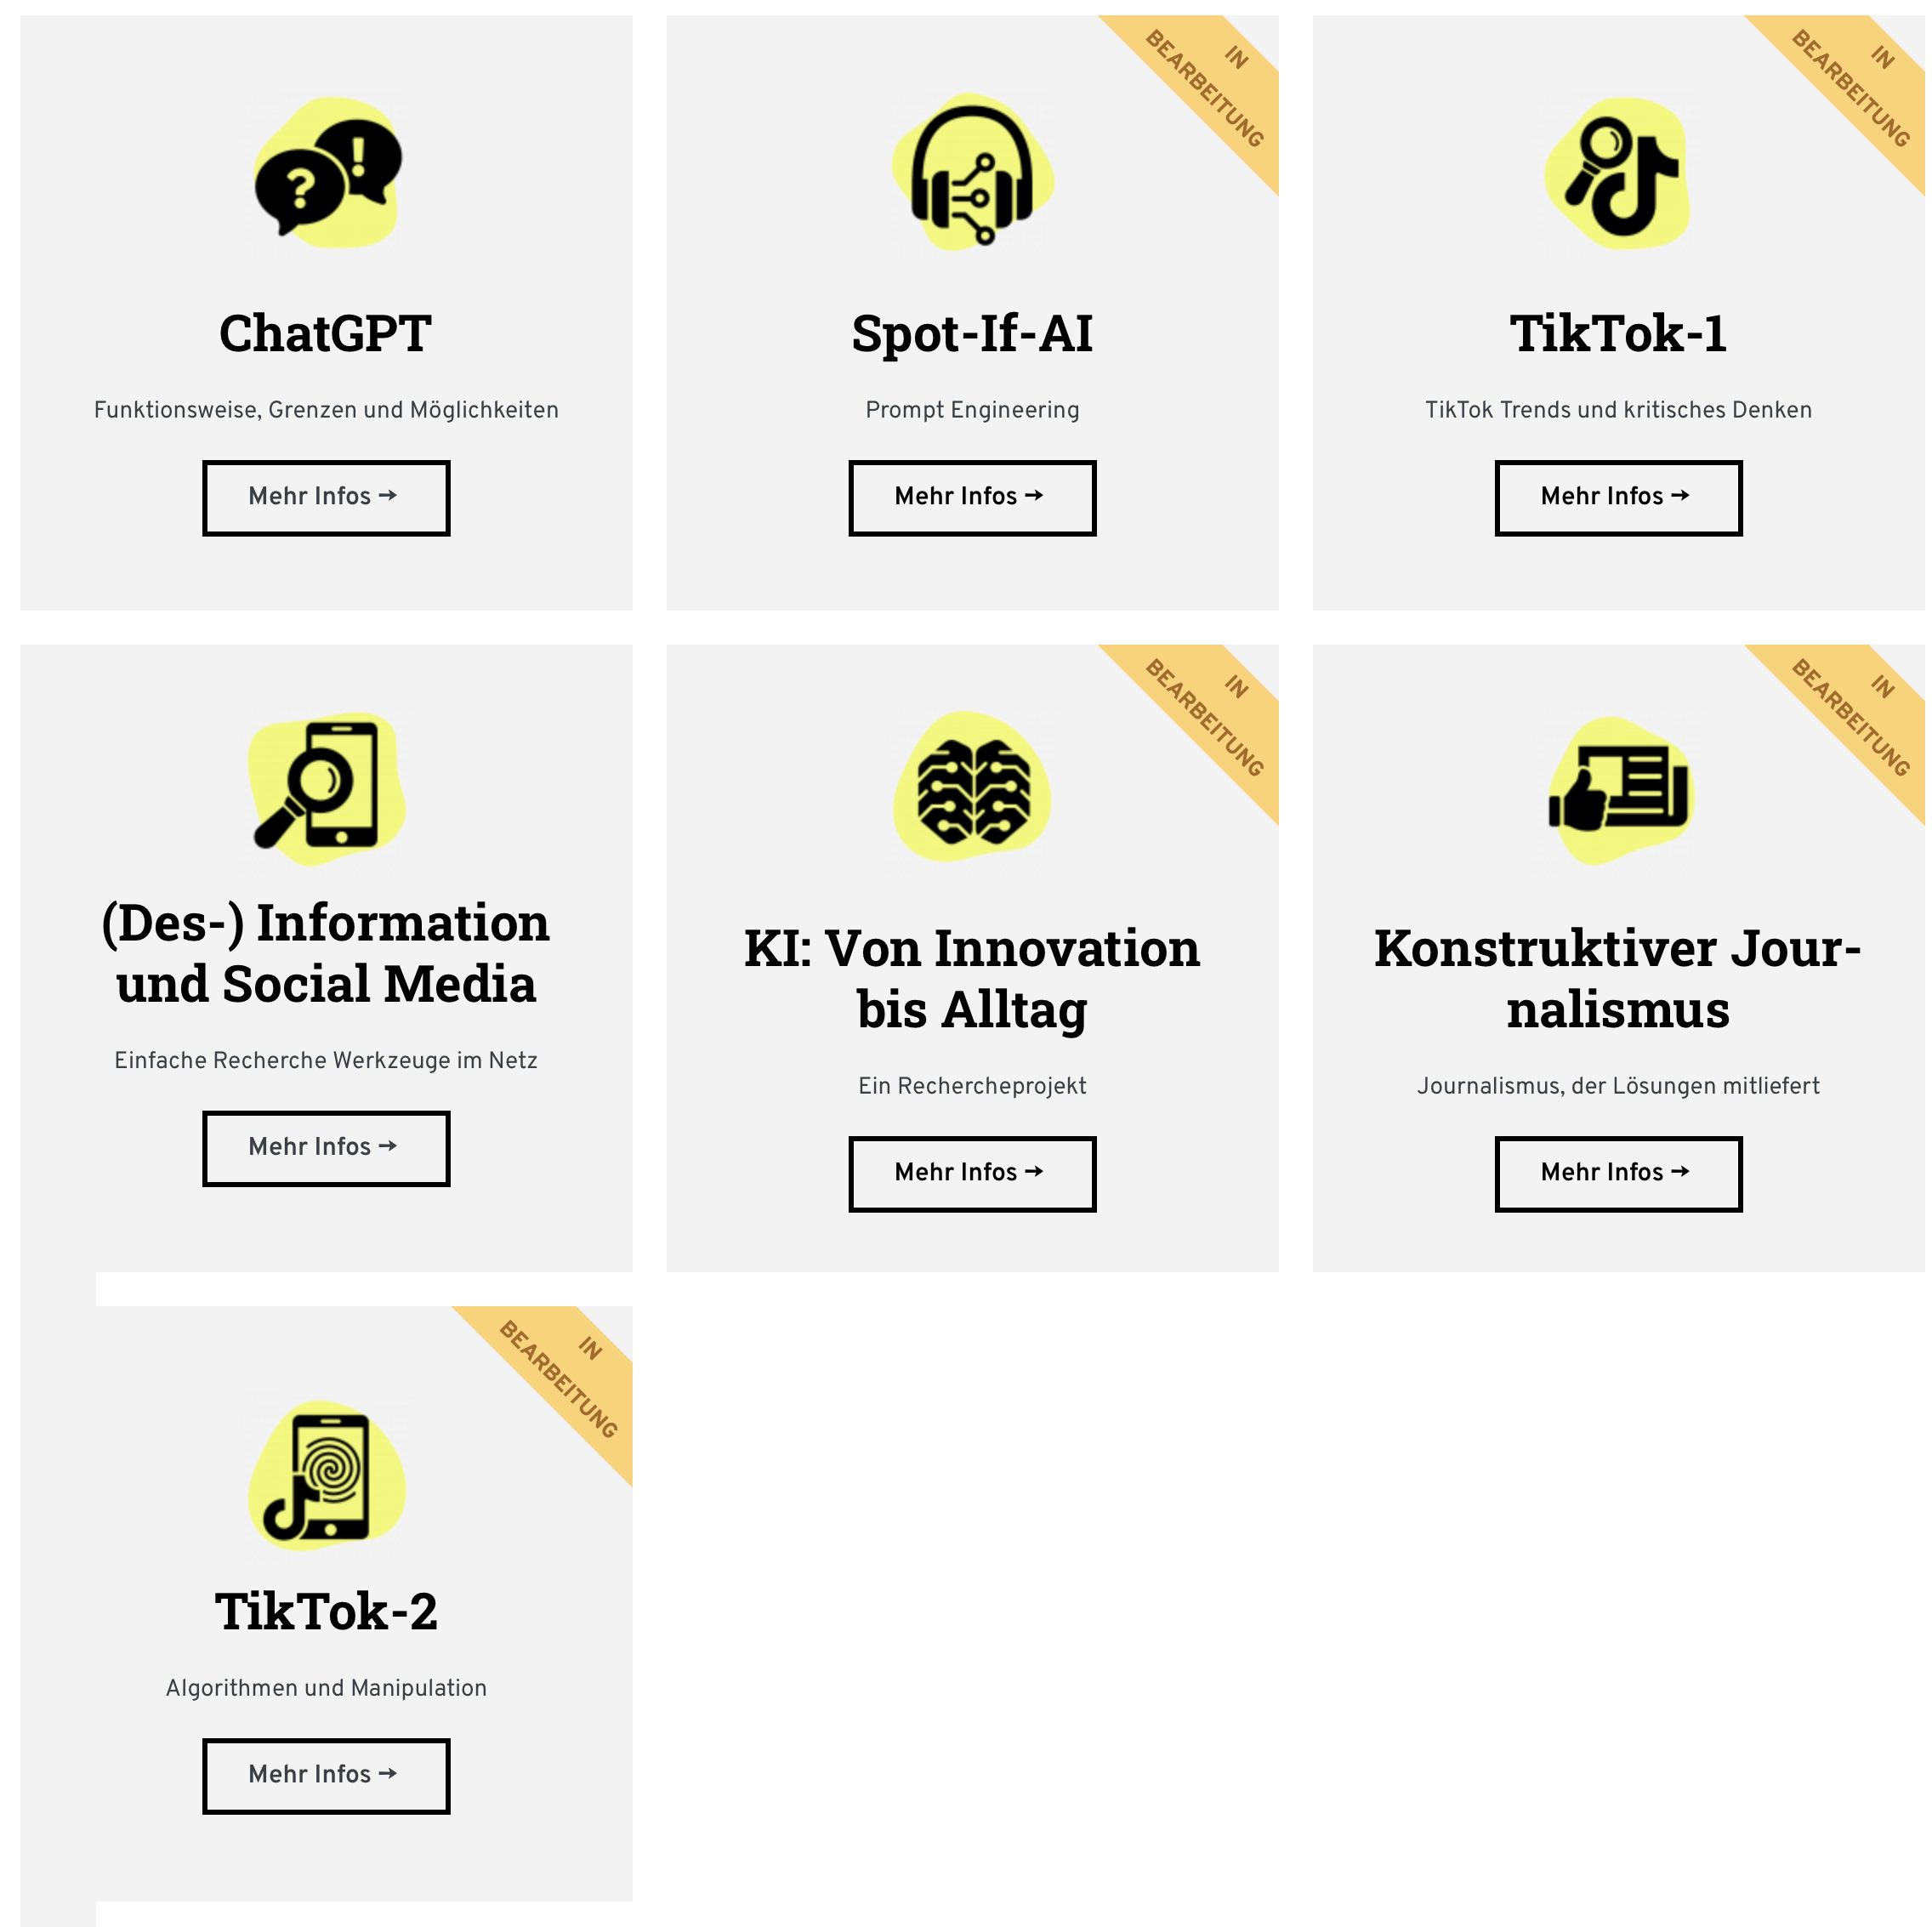 ChatGPT
Funktionsweise, Grenzen und Möglichkeiten
Mehr Infos →
IN
BEARBEITUNG
Spot-If-AI
Prompt Engineering
Mehr Infos →
IN
BEARBEITUNG
TikTok-1
TikTok Trends und kritisches Denken
Mehr Infos →
(Des-) Information
und Social Media
Einfache Recherche Werkzeuge im Netz
Mehr Infos →
IN
BEARBEITUNG
KI: Von Innovation
bis Alltag
Ein Rechercheprojekt
Mehr Infos →
IN
BEARBEITUNG
Konstruktiver Jour-
nalismus
Journalismus, der Lösungen mitliefert
Mehr Infos →
IN
BEARBEITUNG
TikTok-2
Algorithmen und Manipulation
Mehr Infos →